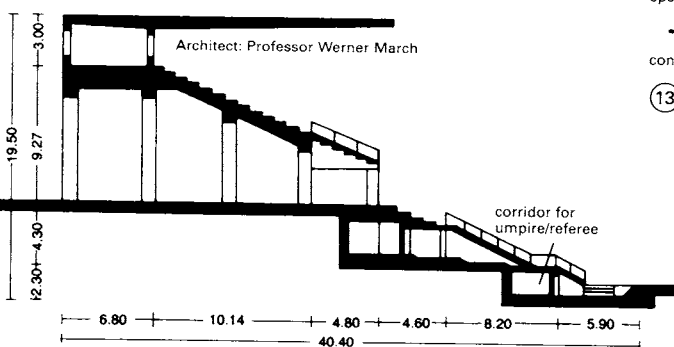 Architect: Professor Werner March
con
13
3.00
9.27
19.50
4.30
2.30
corridor for
umpire/referee
6.80 10.14 4.80 4.60 8.20 5.90
40.40